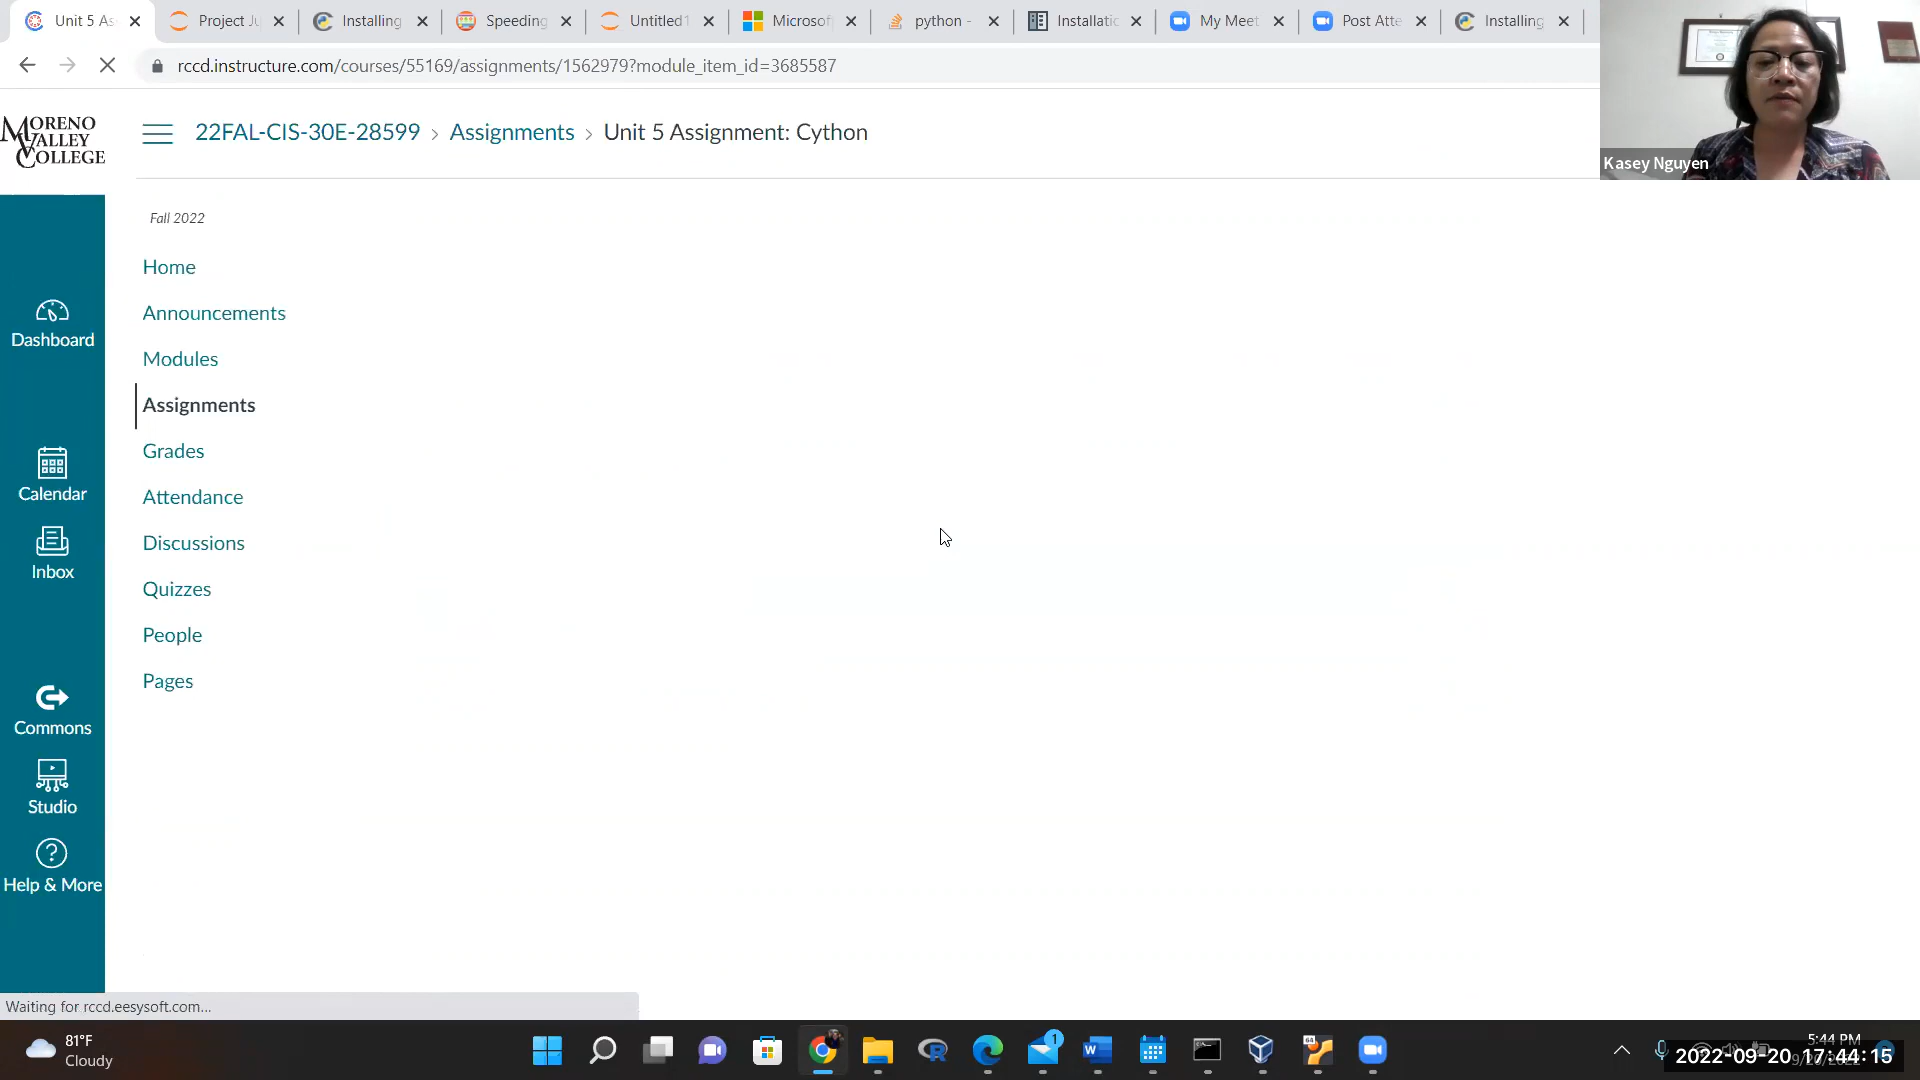 Unit 5 As
Project Ju
Installing
Speeding
Untitled1
Microsof
python -
Installatio
My Meet
Post Atte
Installing
rccd.instructure.com/courses/55169/assignments/1562979?module_item_id=3685587
MORENO
VALLEY
COLLEGE
22FAL-CIS-30E-28599 > Assignments > Unit 5 Assignment: Cython
Kasey Nguyen
Fall 2022
Home
Announcements
Modules
Assignments
Grades
Attendance
Discussions
Quizzes
People
Pages
Dashboard
Calendar
Inbox
Commons
Studio
Help & More
Waiting for rccd.eesysoft.com...
81°F
Cloudy
1
W
R
64
5:44 PM
2022-09-20 17:44:15